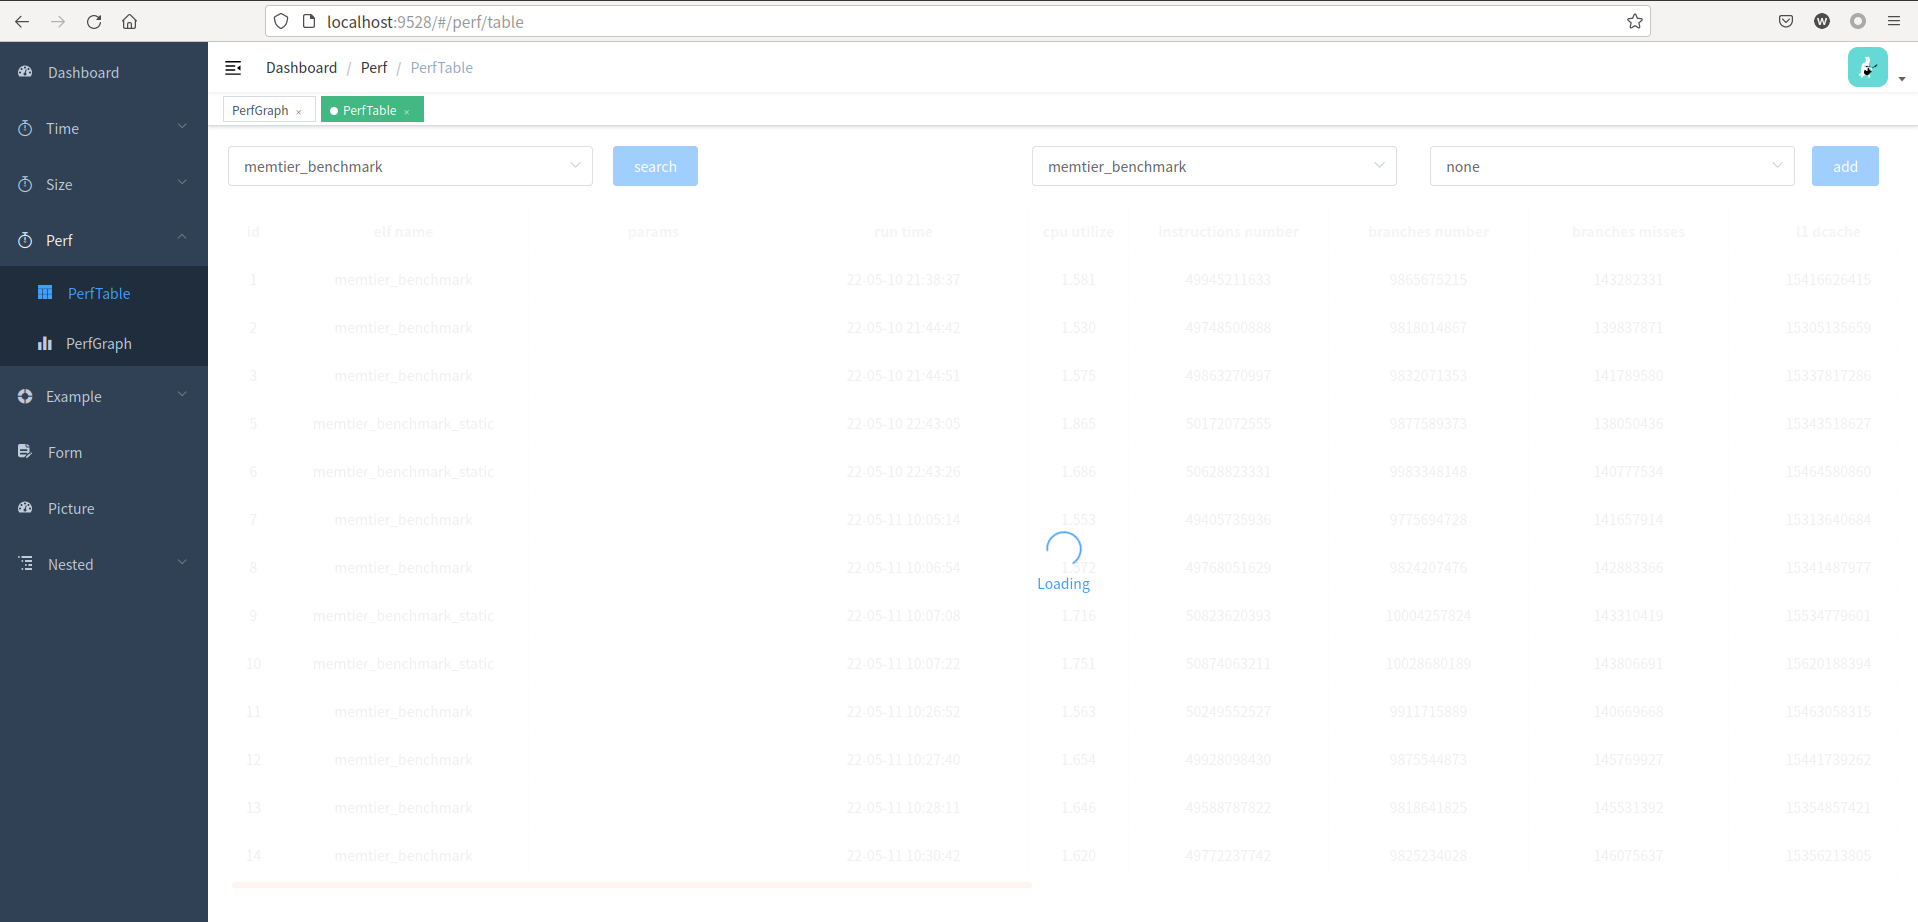 localhost:9528/#/perf/table
W
Dashboard
Time
Size
Perf
PerfTable
PerfGraph
Example
Form
Picture
Nested
Dashboard / Perf / PerfTable
PerfGraph × PerfTable ×
memtier_benchmark search memtier_benchmark none add
id elf name params run time cpu utilize instructions number branches number branches misses l1 dcache
1 memtier_benchmark 22-05-10 21:38:37 1.581 49945211633 9865675215 143282331 15416626415
2 memtier_benchmark 22-05-10 21:44:42 1.530 49748500888 9818014867 139837871 15305135659
3 memtier_benchmark 22-05-10 21:44:51 1.575 49863270997 9832071353 141789580 15337817286
5 memtier_benchmark_static 22-05-10 22:43:05 1.865 50172072555 9877589373 138050436 15343518627
6 memtier_benchmark_static 22-05-10 22:43:26 1.686 50628823331 9983348148 140777534 15464580860
7 memtier_benchmark 22-05-11 10:05:14 1.553 49405735936 9775694728 141657914 15313640684
8 memtier_benchmark 22-05-11 10:06:54 1.572 49768051629 9824207476 142883366 15341487977
Loading
9 memtier_benchmark_static 22-05-11 10:07:08 1.716 50823620393 10004257824 143310419 15534779601
10 memtier_benchmark_static 22-05-11 10:07:22 1.751 50874063211 10028680189 143806691 15620188394
11 memtier_benchmark 22-05-11 10:26:52 1.563 50249552527 9911715889 140669668 15463058315
12 memtier_benchmark 22-05-11 10:27:40 1.654 49928098430 9875544873 145769927 15441739262
13 memtier_benchmark 22-05-11 10:28:11 1.646 49588787822 9818641825 145531392 15354857421
14 memtier_benchmark 22-05-11 10:30:42 1.620 49772237742 9825234028 146075637 15356213805